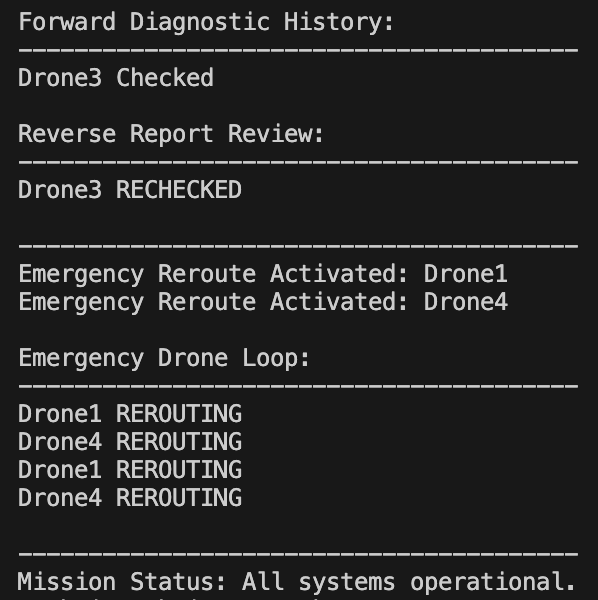 Forward Diagnostic History:
----------------------------------------
Drone3 Checked
Reverse Report Review:
----------------------------------------
Drone3 RECHECKED
----------------------------------------
Emergency Reroute Activated: Drone1
Emergency Reroute Activated: Drone4
Emergency Drone Loop:
----------------------------------------
Drone1 REROUTING
Drone4 REROUTING
Drone1 REROUTING
Drone4 REROUTING
----------------------------------------
Mission Status: All systems operational.